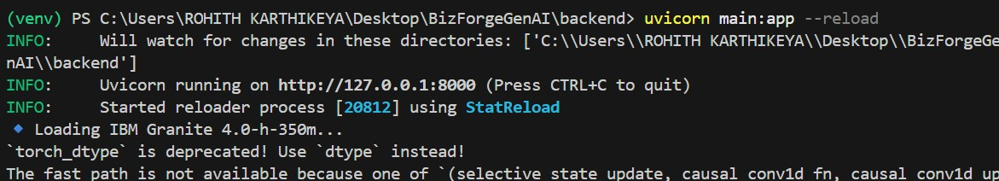 (venv) PS C:\Users\ROHITH KARTHIKEYA\Desktop\BizForgeGenAI\backend> uvicorn main:app --reload
INFO:     Will watch for changes in these directories: ['C:\\Users\\ROHITH KARTHIKEYA\\Desktop\\BizForgeGe
nAI\\backend']
INFO:     Uvicorn running on http://127.0.0.1:8000 (Press CTRL+C to quit)
INFO:     Started reloader process [20812] using StatReload
🔹 Loading IBM Granite 4.0-h-350m...
`torch_dtype` is deprecated! Use `dtype` instead!
The fast path is not available because one of `(selective_state_update, causal_conv1d_fn, causal_conv1d_up